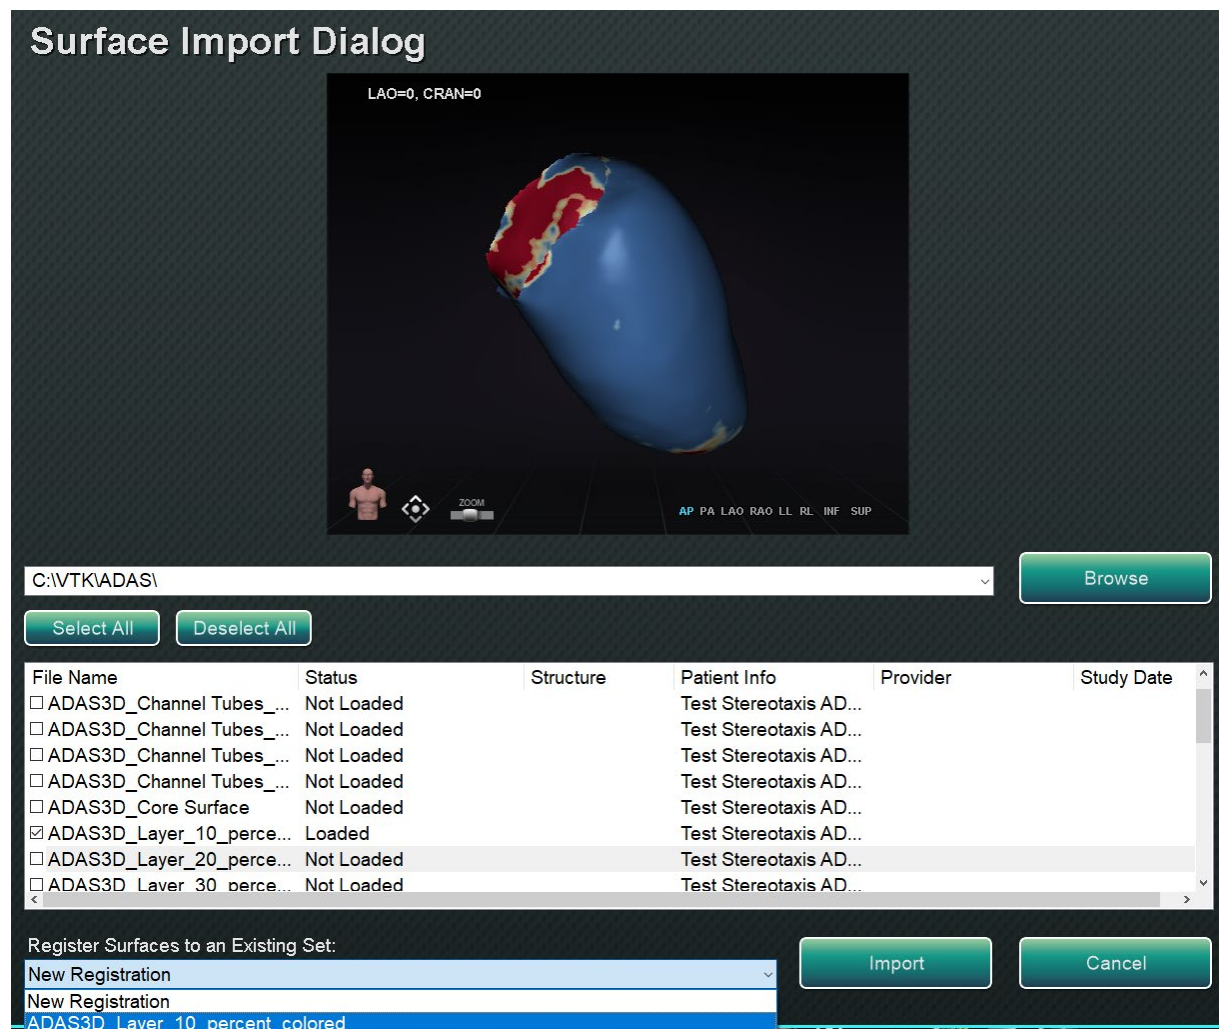 Surface Import Dialog
LAO=0, CRAN=0
ZOOM
AP PA LAO RAO LL RL INF SUP
C:\VTK\ADAS\
Browse
Select All Deselect All
File Name Status Structure Patient Info Provider Study Date
ADAS3D_Channel Tubes_... Not Loaded Test Stereotaxis AD...
ADAS3D_Channel Tubes_... Not Loaded Test Stereotaxis AD...
ADAS3D_Channel Tubes_... Not Loaded Test Stereotaxis AD...
ADAS3D_Channel Tubes_... Not Loaded Test Stereotaxis AD...
ADAS3D_Core Surface Not Loaded Test Stereotaxis AD...
ADAS3D_Layer_10_perce... Loaded Test Stereotaxis AD...
ADAS3D_Layer_20_perce... Not Loaded Test Stereotaxis AD...
ADAS3D_Layer_30_perce... Not Loaded Test Stereotaxis AD...
Register Surfaces to an Existing Set:
New Registration
Import
Cancel
New Registration
ADAS3D_Layer_10_percent_colored